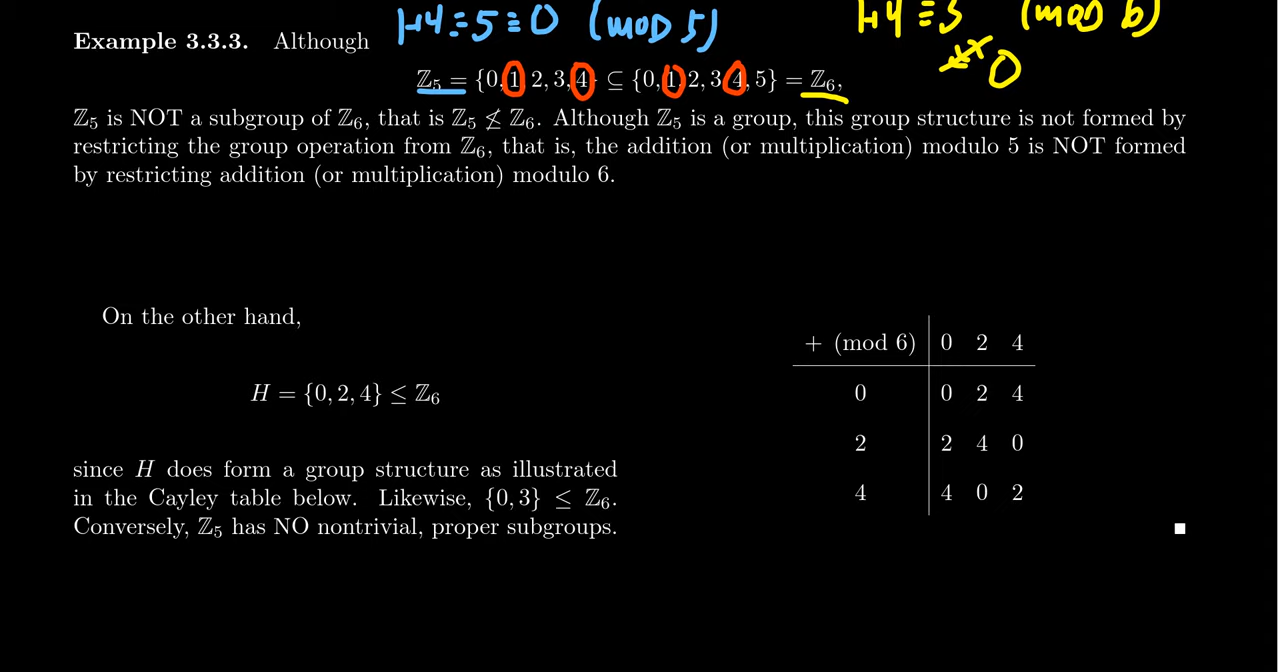 1+4≡5≡0 (mod 5)
1+4≡5 (mod 6)
≢ 0
Example 3.3.3. Although
ℤ₅ = {0, 1, 2, 3, 4} ⊆ {0, 1, 2, 3, 4, 5} = ℤ₆,
ℤ₅ is NOT a subgroup of ℤ₆, that is ℤ₅ ≰ ℤ₆. Although ℤ₅ is a group, this group structure is not formed by
restricting the group operation from ℤ₆, that is, the addition (or multiplication) modulo 5 is NOT formed
by restricting addition (or multiplication) modulo 6.
On the other hand,
H = {0, 2, 4} ≤ ℤ₆
since H does form a group structure as illustrated
in the Cayley table below. Likewise, {0, 3} ≤ ℤ₆.
Conversely, ℤ₅ has NO nontrivial, proper subgroups.
+ (mod 6) 0 2 4
0 0 2 4
2 2 4 0
4 4 0 2